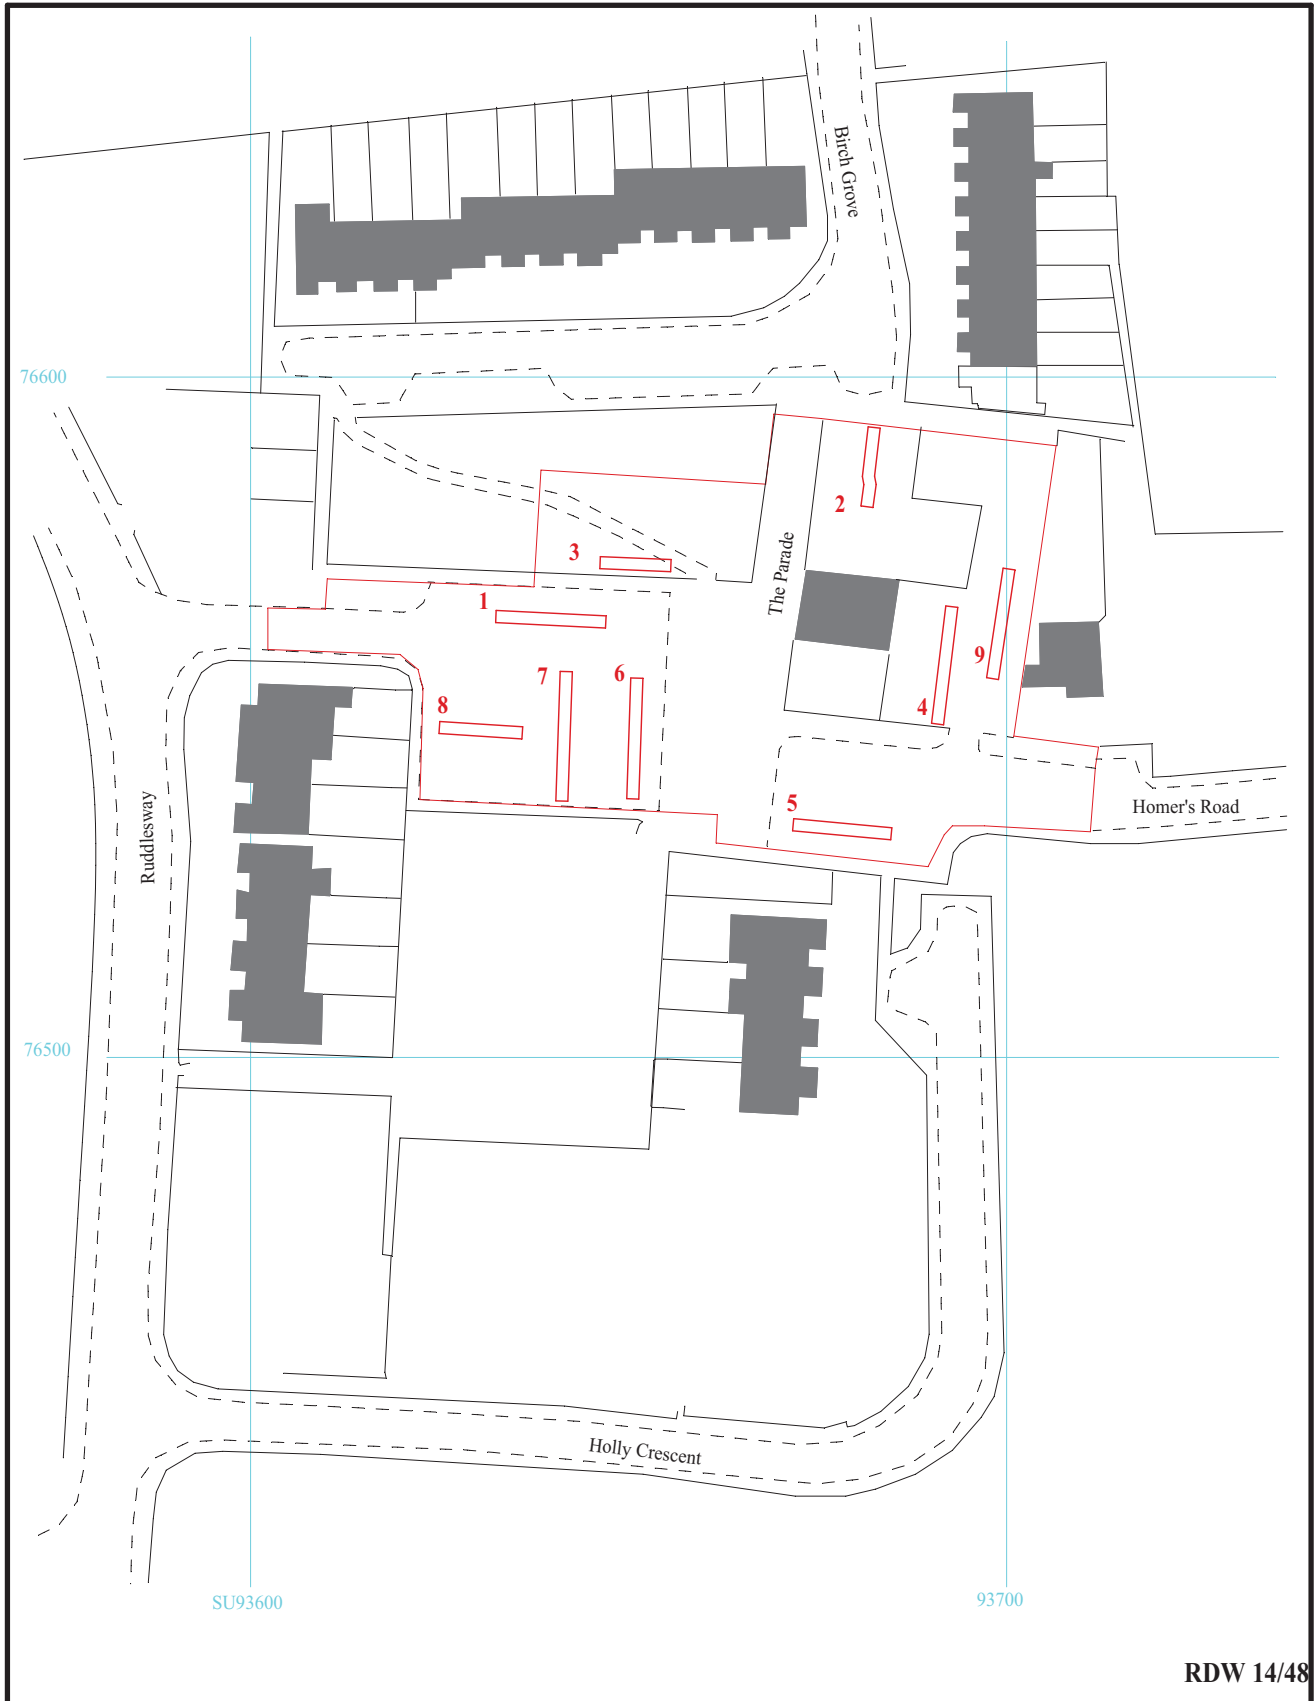 Birch Grove
76600
2
3
The Parade
1
9
7
6
4
8
5
Homer's Road
Ruddlesway
76500
Holly Crescent
SU93600
93700
RDW 14/48